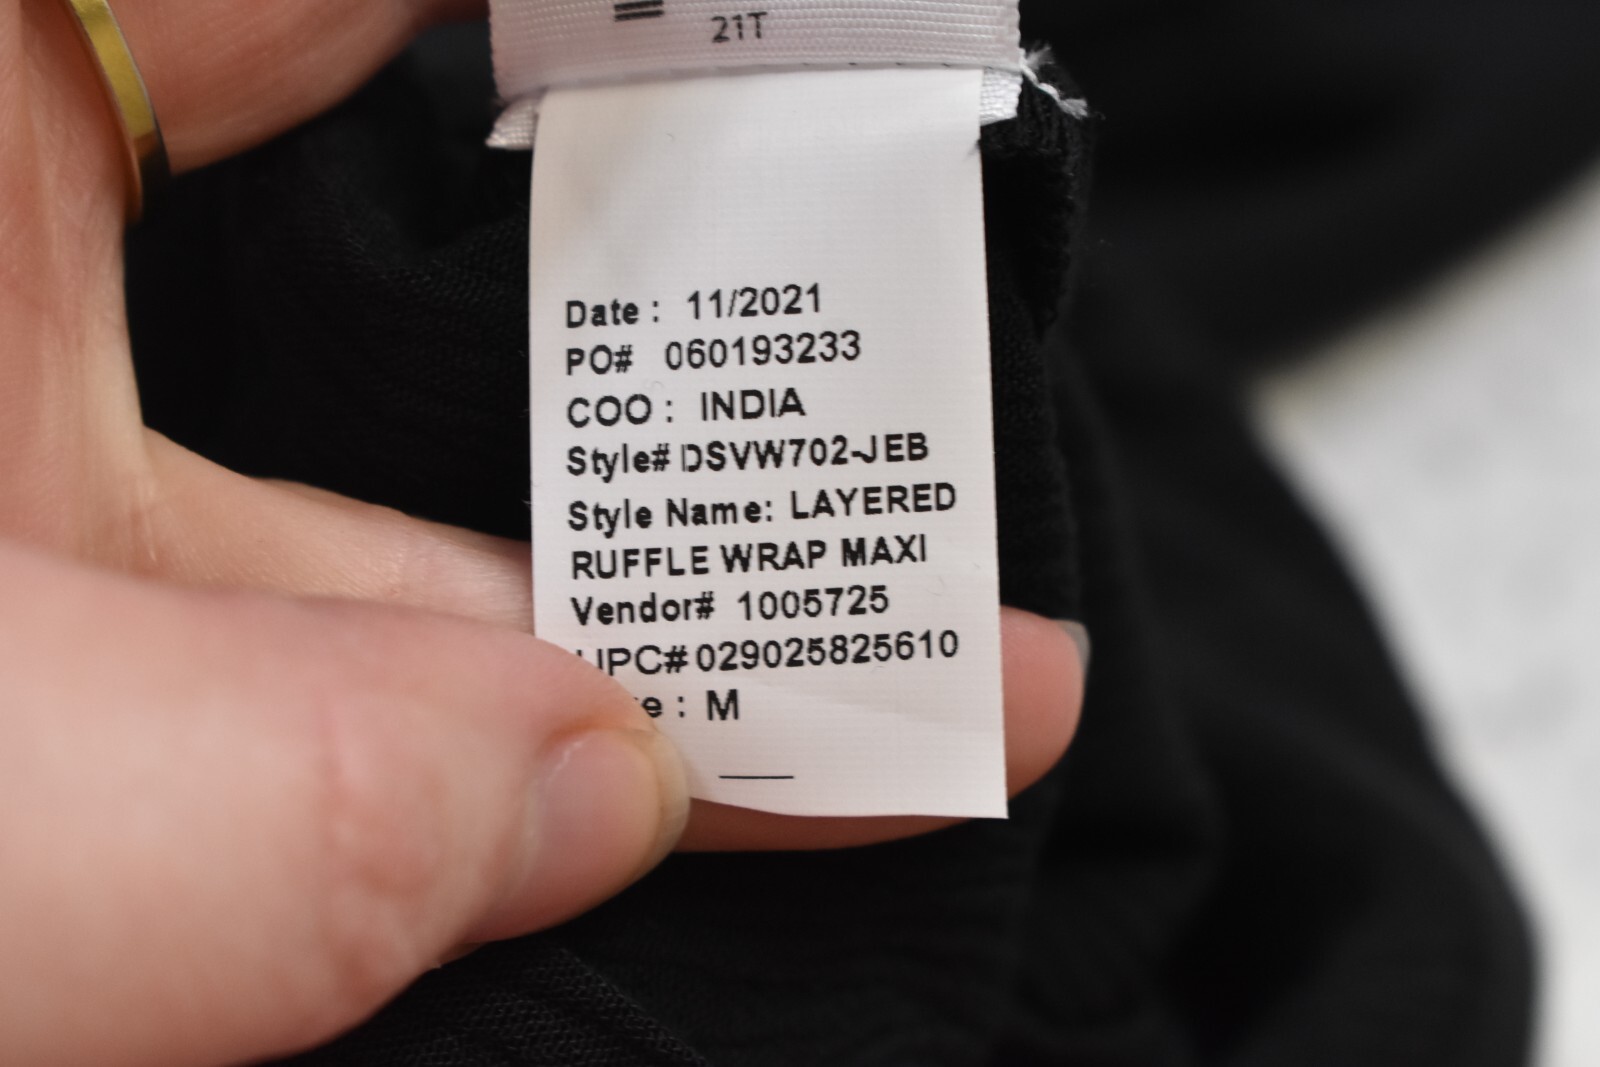 21T
Date : 11/2021
PO# 060193233
COO : INDIA
Style# DSVW702-JEB
Style Name: LAYERED
RUFFLE WRAP MAXI
Vendor# 1005725
UPC# 029025825610
: M